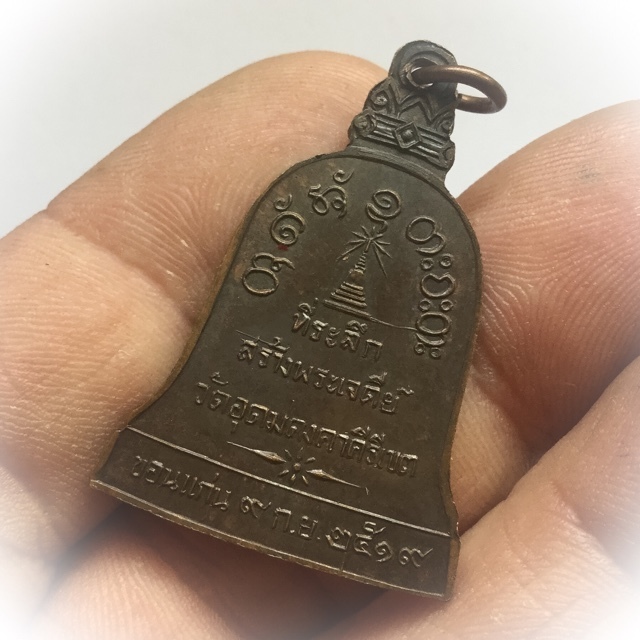 ที่ระลึก
สร้างพระเจดีย์
วัดอุดมคงคาคีรีเขต
ขอนแก่น ๙ ก.ย. ๒๕๑๙